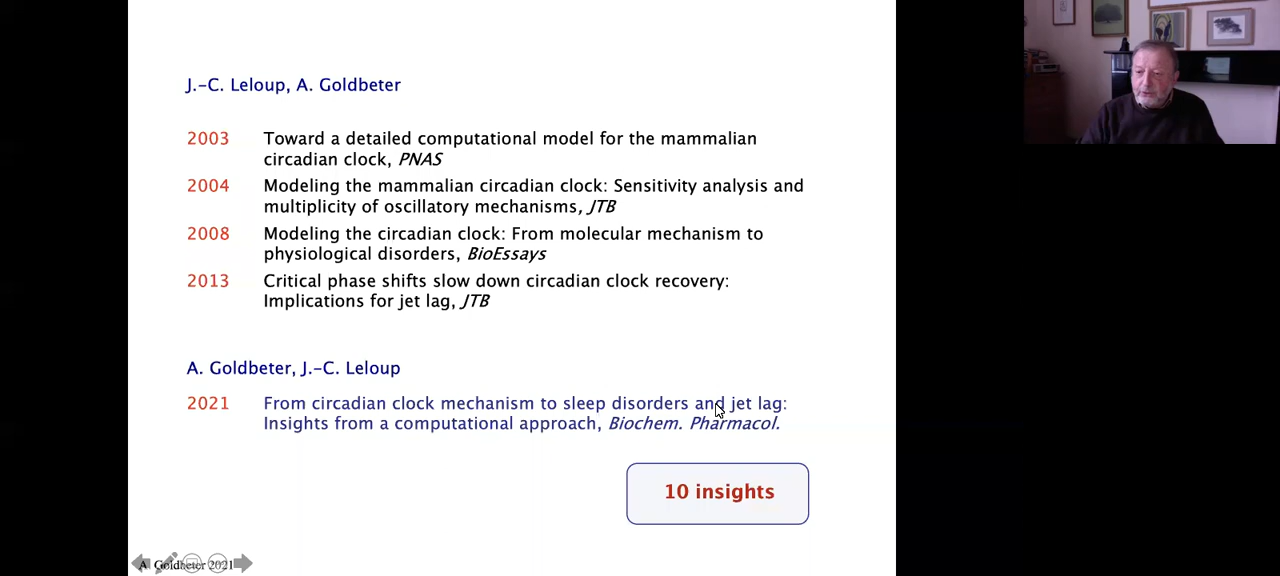 J.-C. Leloup, A. Goldbeter
2003 Toward a detailed computational model for the mammalian
circadian clock, PNAS
2004 Modeling the mammalian circadian clock: Sensitivity analysis and
multiplicity of oscillatory mechanisms, JTB
2008 Modeling the circadian clock: From molecular mechanism to
physiological disorders, BioEssays
2013 Critical phase shifts slow down circadian clock recovery:
Implications for jet lag, JTB
A. Goldbeter, J.-C. Leloup
2021 From circadian clock mechanism to sleep disorders and jet lag:
Insights from a computational approach, Biochem. Pharmacol.
10 insights
A Goldbeter 2021